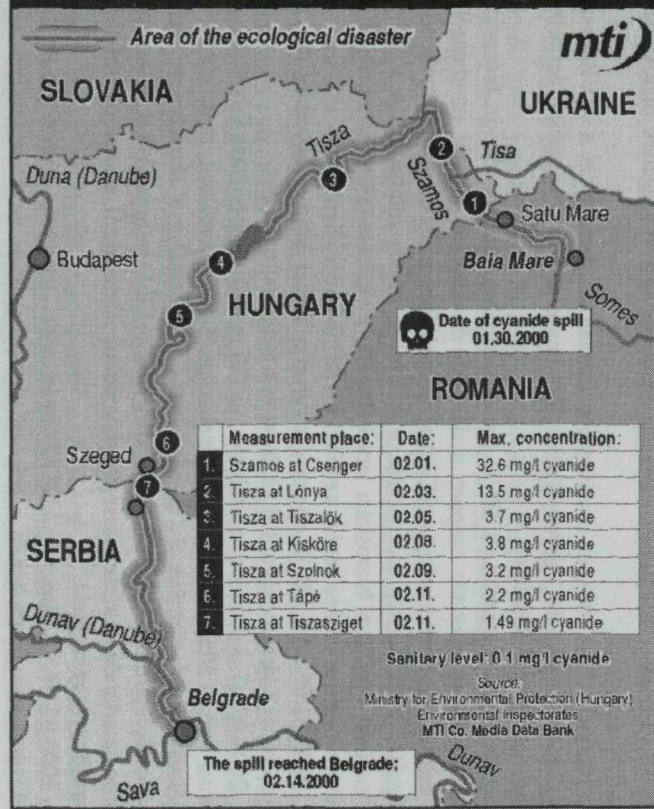 Area of the ecological disaster
mti
SLOVAKIA
UKRAINE
Tisza
2
Tisa
Duna (Danube)
3
Szamos
1
Satu Mare
Budapest
4
Baia Mare
HUNGARY
Somes
5
Date of cyanide spill
01.30.2000
ROMANIA
Measurement place: Date: Max. concentration:
1. Szamos at Csenger 02.01. 32.6 mg/l cyanide
2. Tisza at Lónya 02.03. 13.5 mg/l cyanide
3. Tisza at Tiszalök 02.05. 3.7 mg/l cyanide
4. Tisza at Kisköre 02.08. 3.8 mg/l cyanide
5. Tisza at Szolnok 02.09. 3.2 mg/l cyanide
6. Tisza at Tápé 02.11. 2.2 mg/l cyanide
7. Tisza at Tiszasziget 02.11. 1.49 mg/l cyanide
6
Szeged
7
SERBIA
Dunav (Danube)
Sanitary level: 0.1 mg/l cyanide
Source:
Ministry for Environmental Protection (Hungary)
Environmental Inspectorates
MTI Co. Media Data Bank
Belgrade
The spill reached Belgrade:
02.14.2000
Sava
Dunav